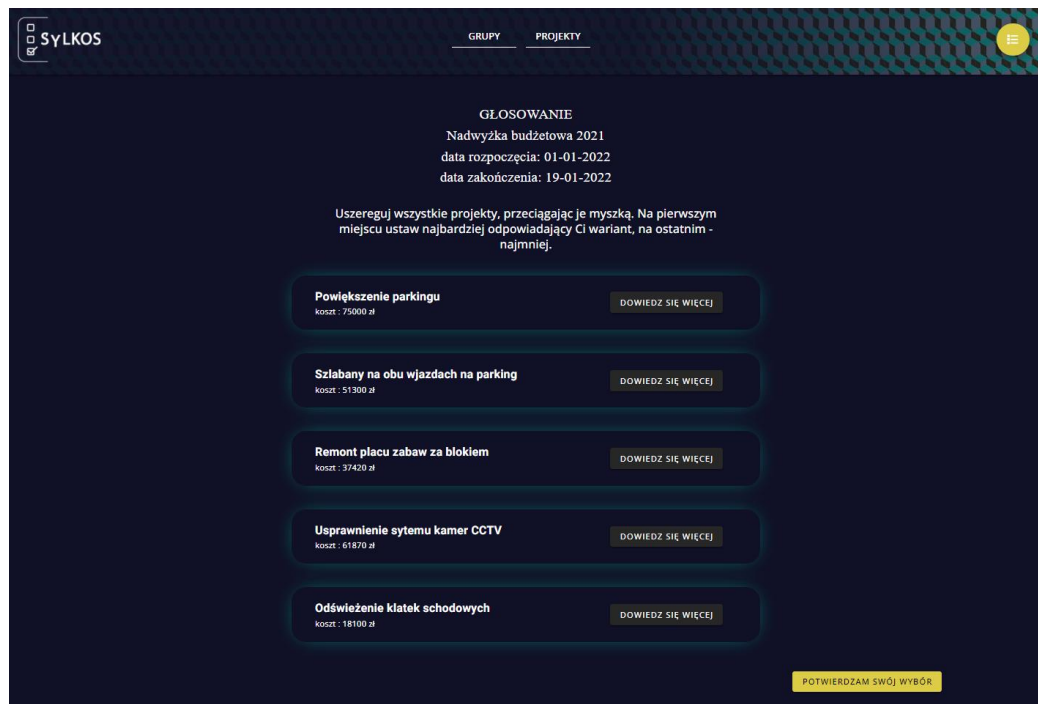 SYLKOS
GRUPY PROJEKTY
GŁOSOWANIE
Nadwyżka budżetowa 2021
data rozpoczęcia: 01-01-2022
data zakończenia: 19-01-2022
Uszereguj wszystkie projekty, przeciągając je myszką. Na pierwszym
miejscu ustaw najbardziej odpowiadający Ci wariant, na ostatnim -
najmniej.
Powiększenie parkingu
koszt : 75000 zł
DOWIEDZ SIĘ WIĘCEJ
Szlabany na obu wjazdach na parking
koszt : 51300 zł
DOWIEDZ SIĘ WIĘCEJ
Remont placu zabaw za blokiem
koszt : 37420 zł
DOWIEDZ SIĘ WIĘCEJ
Usprawnienie sytemu kamer CCTV
koszt : 61870 zł
DOWIEDZ SIĘ WIĘCEJ
Odświeżenie klatek schodowych
koszt : 18100 zł
DOWIEDZ SIĘ WIĘCEJ
POTWIERDZAM SWÓJ WYBÓR